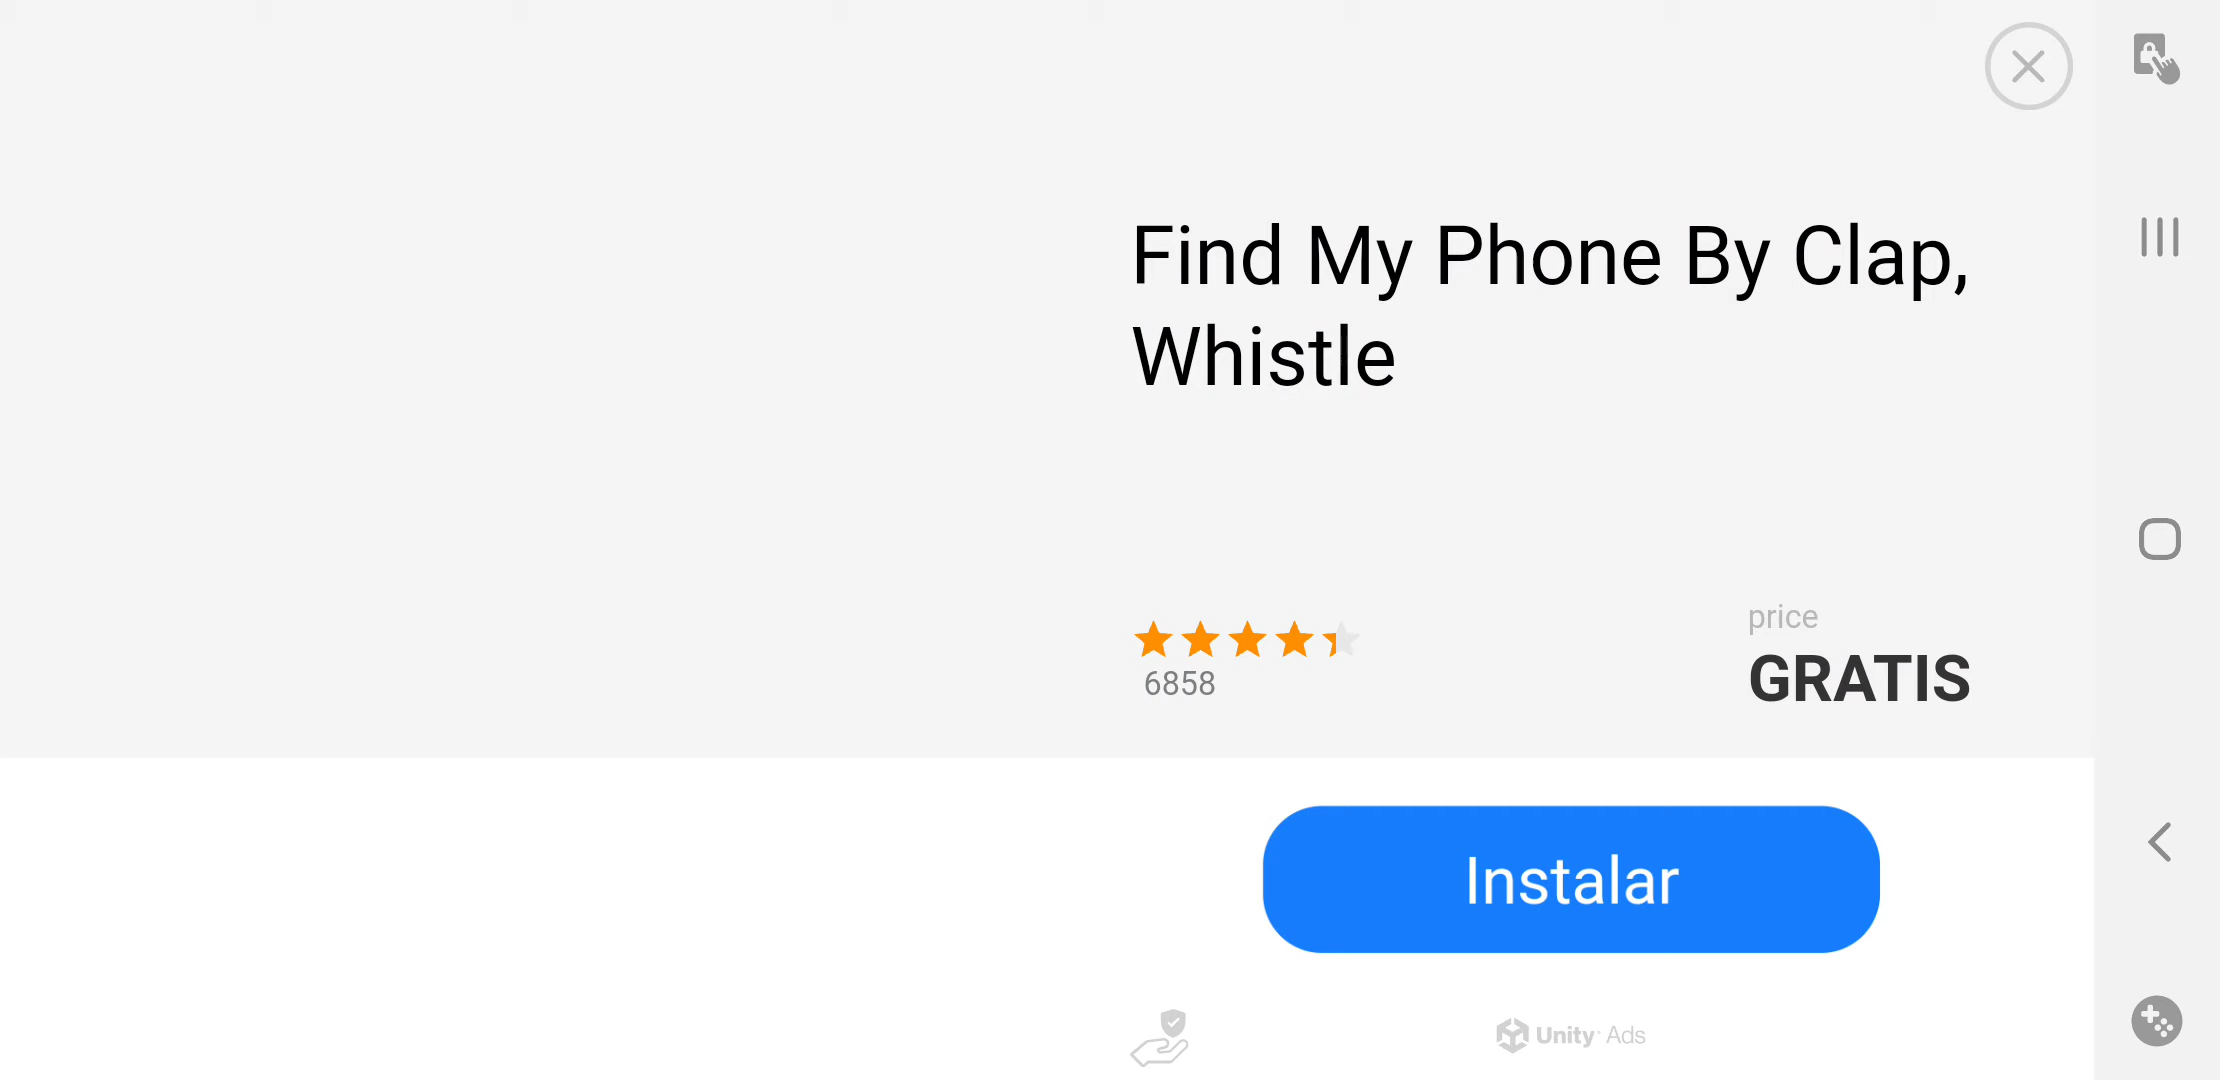 Find My Phone By Clap,
Whistle
price
6858
GRATIS
Instalar
Unity Ads